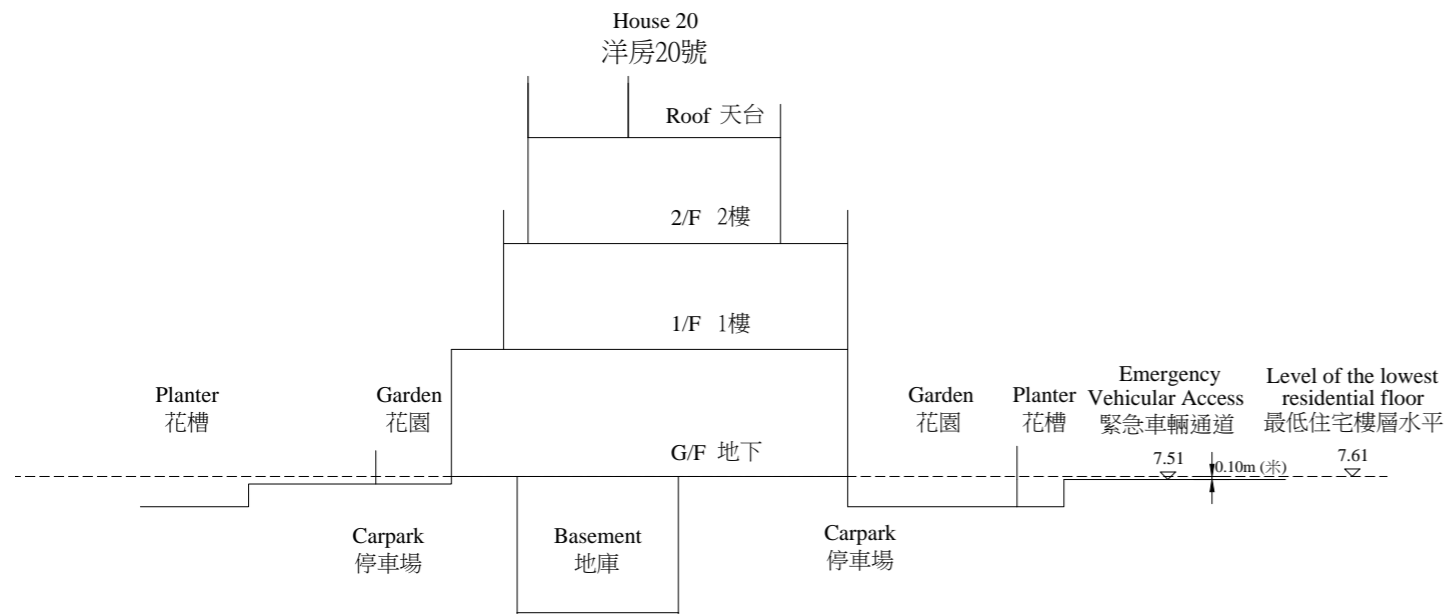 House 20
洋房20號
Roof 天台
2/F 2樓
1/F 1樓
Planter
花槽
Garden
花園
G/F 地下
Garden
花園
Planter
花槽
Emergency
Vehicular Access
緊急車輛通道
Level of the lowest
residential floor
最低住宅樓層水平
7.51
0.10m (米)
7.61
Carpark
停車場
Basement
地庫
Carpark
停車場